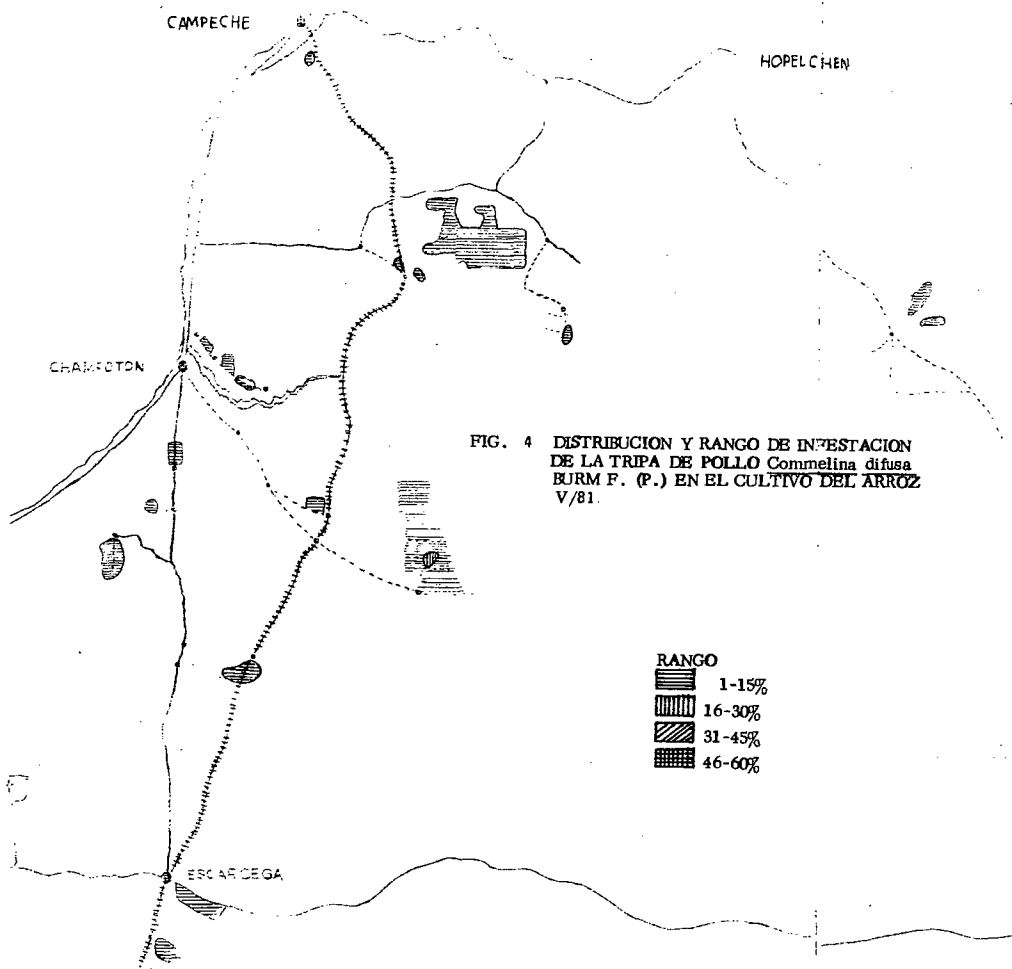 CAMPECHE
HOPELCHEN
CHAMPOTON
FIG. 4 DISTRIBUCION Y RANGO DE INFESTACION
DE LA TRIPA DE POLLO Commelina difusa
BURM F. (P.) EN EL CULTIVO DEL ARROZ
V/81.
RANGO
1-15%
16-30%
31-45%
46-60%
ESCARCEGA